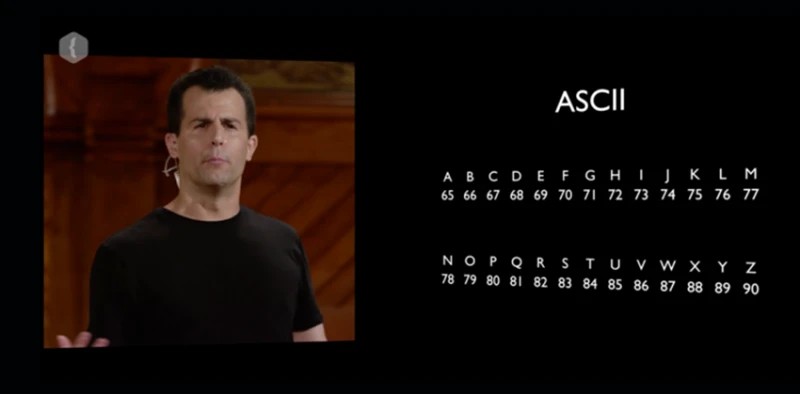 ASCII
A B C D E F G H I J K L M
65 66 67 68 69 70 71 72 73 74 75 76 77
N O P Q R S T U V W X Y Z
78 79 80 81 82 83 84 85 86 87 88 89 90